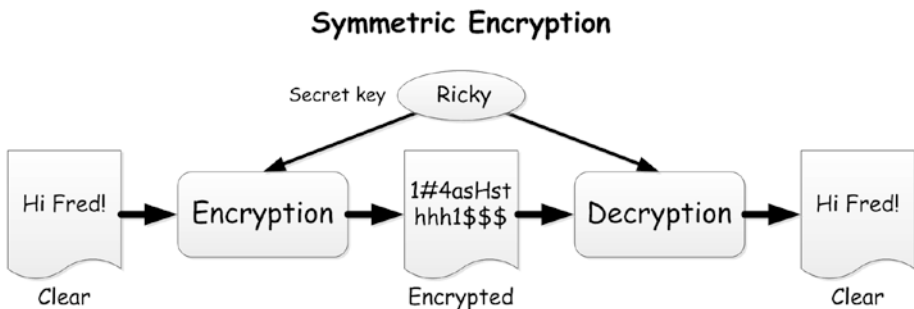 Symmetric Encryption
Secret key
Ricky
Hi Fred!
Encryption
1#4asHst
hhh1$$$
Decryption
Hi Fred!
Clear
Encrypted
Clear